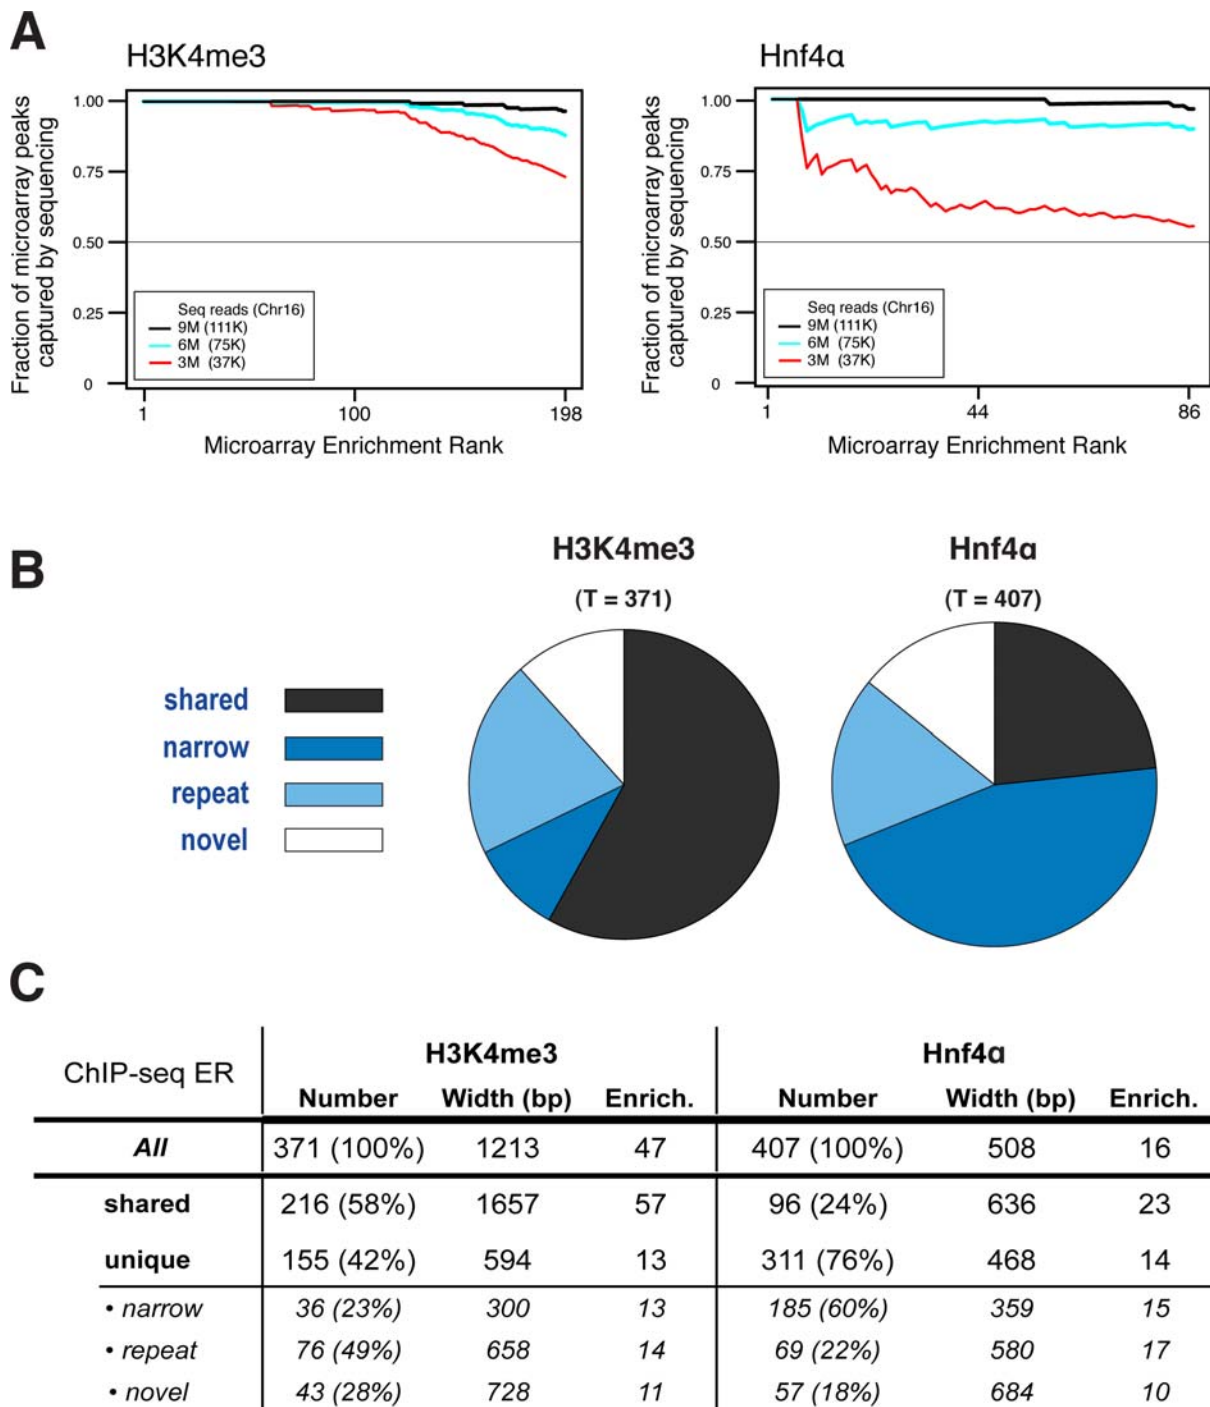 A
H3K4me3
Fraction of microarray peaks
captured by sequencing
1.00
0.75
0.50
0.25
0
Seq reads (Chr16)
9M (111K)
6M (75K)
3M (37K)
1 100 198
Microarray Enrichment Rank
Hnf4α
Fraction of microarray peaks
captured by sequencing
1.00
0.75
0.50
0.25
0
Seq reads (Chr16)
9M (111K)
6M (75K)
3M (37K)
1 44 86
Microarray Enrichment Rank
B
H3K4me3
(T = 371)
Hnf4α
(T = 407)
shared
narrow
repeat
novel
C
ChIP-seq ER
H3K4me3 Hnf4α
Number Width (bp) Enrich. Number Width (bp) Enrich.
All 371 (100%) 1213 47 407 (100%) 508 16
shared 216 (58%) 1657 57 96 (24%) 636 23
unique 155 (42%) 594 13 311 (76%) 468 14
• narrow 36 (23%) 300 13 185 (60%) 359 15
• repeat 76 (49%) 658 14 69 (22%) 580 17
• novel 43 (28%) 728 11 57 (18%) 684 10